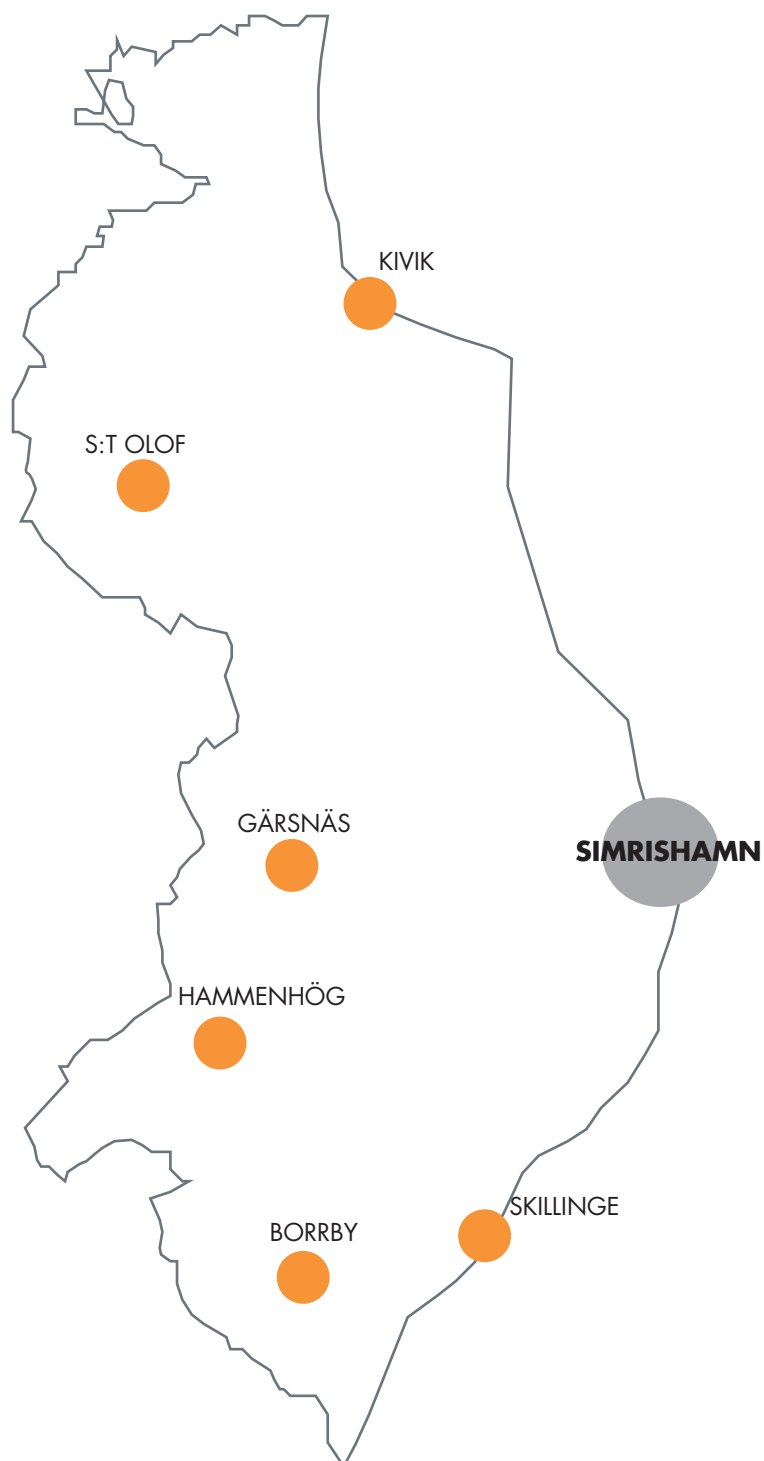 KIVIK
S:T OLOF
GÄRSNÄS
SIMRISHAMN
HAMMENHÖG
SKILLINGE
BORRBY